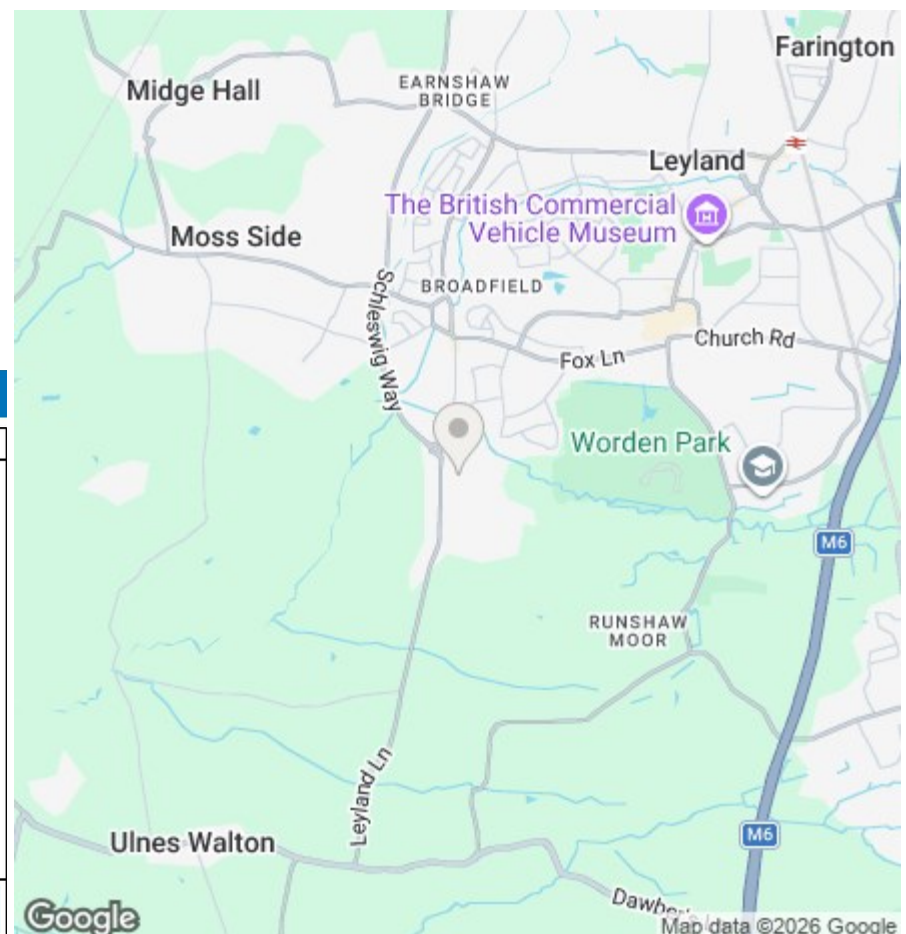 Farington
Midge Hall
EARNSHAW
BRIDGE
Leyland
The British Commercial
Vehicle Museum
Moss Side
BROADFIELD
Schleswig Way
Church Rd
Fox Ln
Worden Park
M6
RUNSHAW
MOOR
Leyland Ln
Ulnes Walton
M6
Google
Map data ©2026 Google